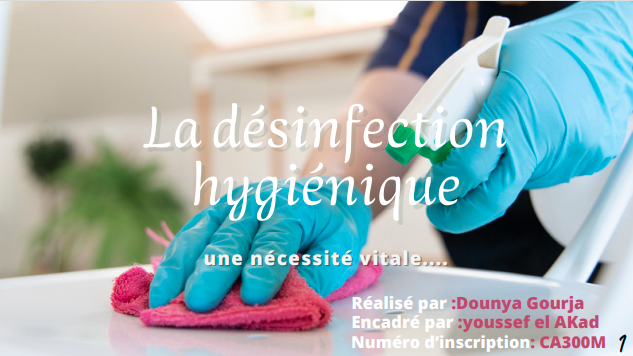 La désinfection
hygiénique
une nécessité vitale....
Réalisé par :Dounya Gourja
Encadré par :youssef el AKad
Numéro d’inscription: CA300M
1